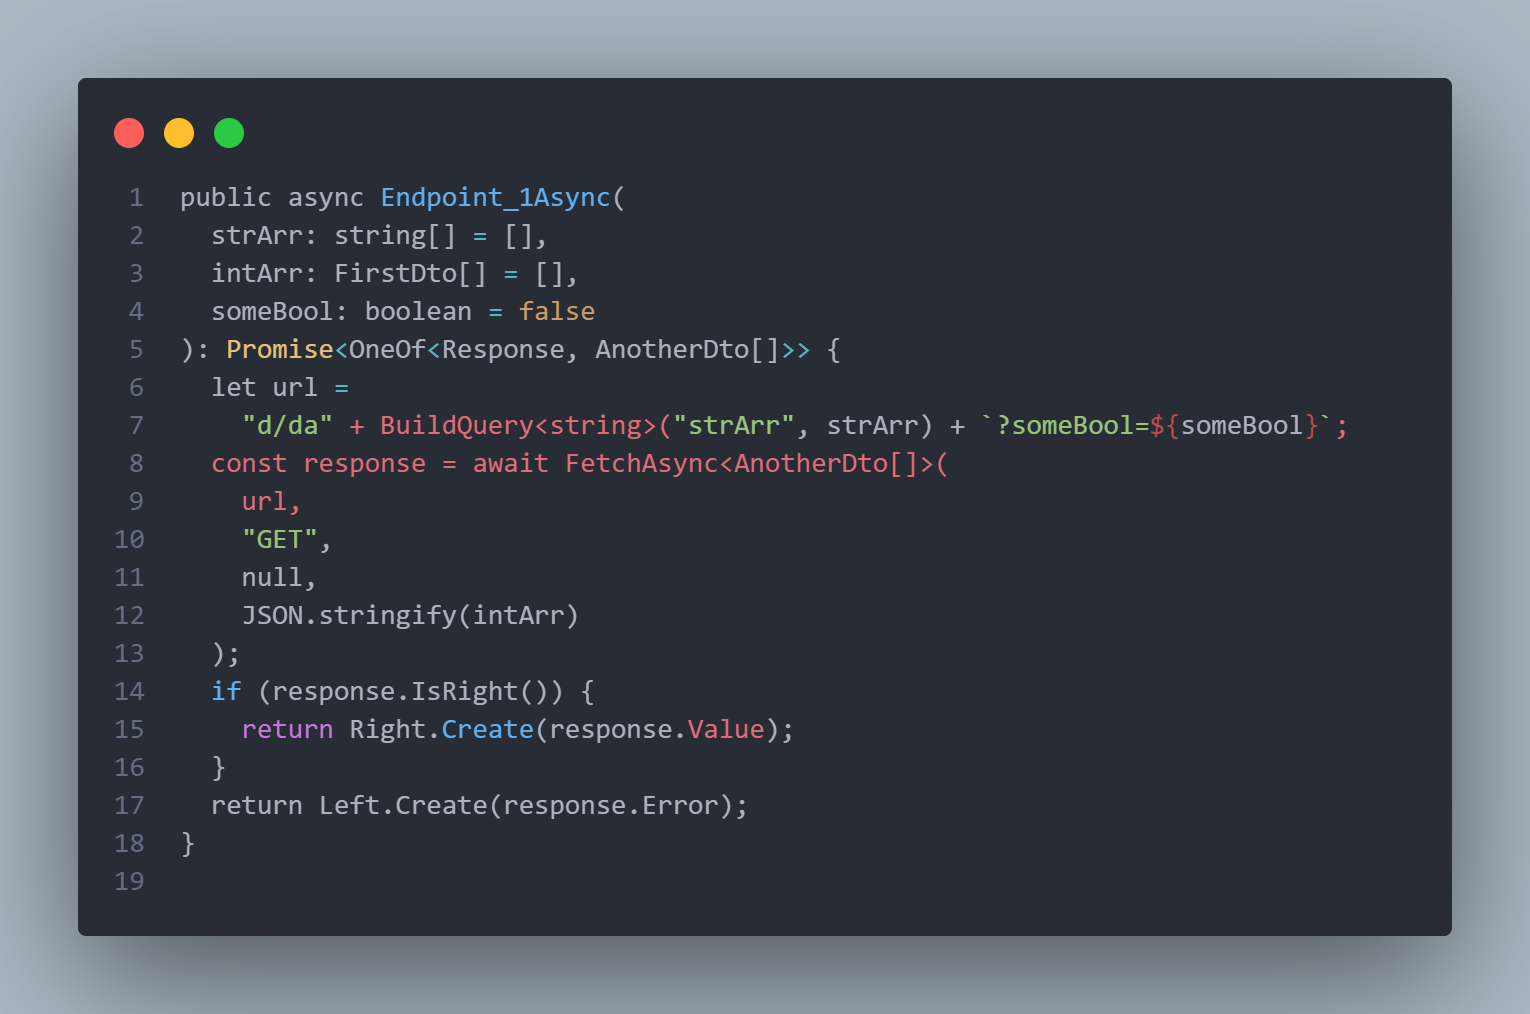 1 public async Endpoint_1Async(
2   strArr: string[] = [],
3   intArr: FirstDto[] = [],
4   someBool: boolean = false
5 ): Promise<OneOf<Response, AnotherDto[]>> {
6   let url =
7     "d/da" + BuildQuery<string>("strArr", strArr) + `?someBool=${someBool}`;
8   const response = await FetchAsync<AnotherDto[]>(
9     url,
10     "GET",
11     null,
12     JSON.stringify(intArr)
13   );
14   if (response.IsRight()) {
15     return Right.Create(response.Value);
16   }
17   return Left.Create(response.Error);
18 }
19